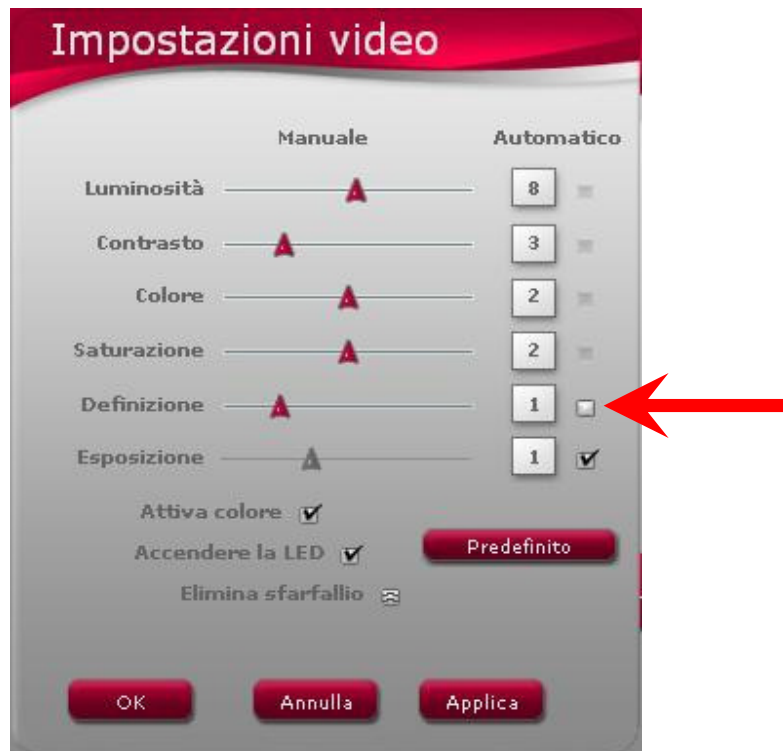 Impostazioni video
Manuale Automatico
Luminosità 8
Contrasto 3
Colore 2
Saturazione 2
Definizione 1
Esposizione 1
Attiva colore
Accendere la LED Predefinito
Elimina sfarfallio
OK Annulla Applica